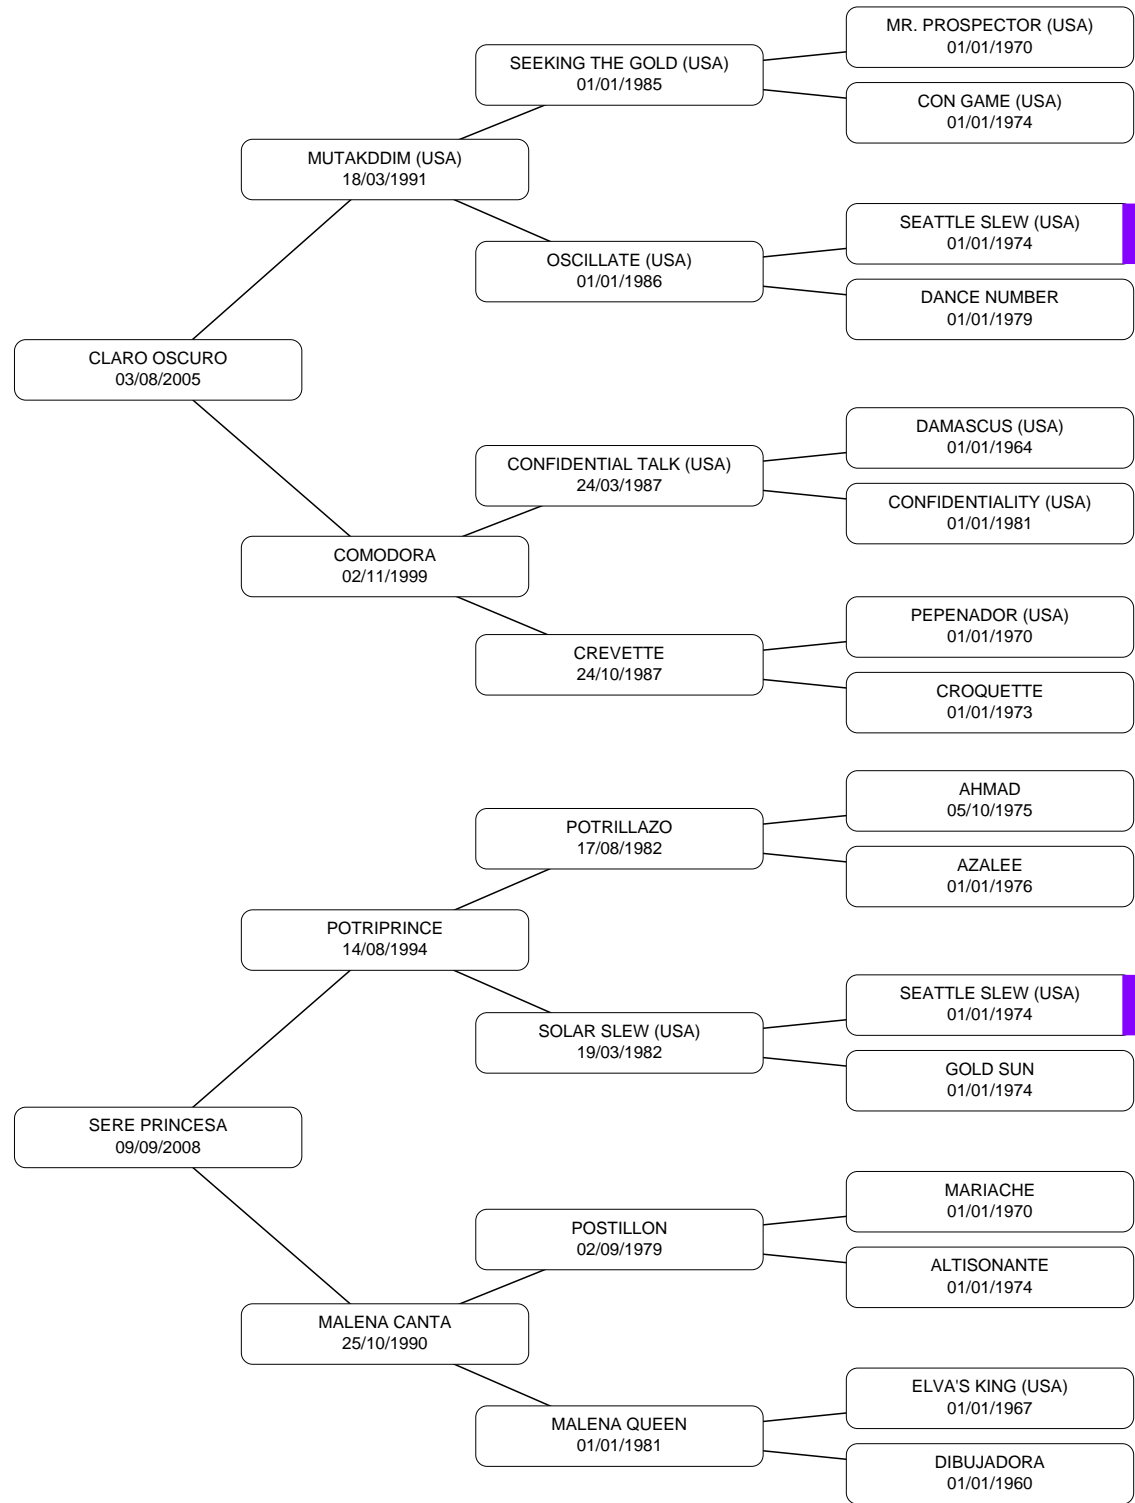 MR. PROSPECTOR (USA)
01/01/1970
SEEKING THE GOLD (USA)
01/01/1985
CON GAME (USA)
01/01/1974
MUTAKDDIM (USA)
18/03/1991
SEATTLE SLEW (USA)
01/01/1974
OSCILLATE (USA)
01/01/1986
DANCE NUMBER
01/01/1979
CLARO OSCURO
03/08/2005
DAMASCUS (USA)
01/01/1964
CONFIDENTIAL TALK (USA)
24/03/1987
CONFIDENTIALITY (USA)
01/01/1981
COMODORA
02/11/1999
PEPENADOR (USA)
01/01/1970
CREVETTE
24/10/1987
CROQUETTE
01/01/1973
AHMAD
05/10/1975
POTRILLAZO
17/08/1982
AZALEE
01/01/1976
POTRIPRINCE
14/08/1994
SEATTLE SLEW (USA)
01/01/1974
SOLAR SLEW (USA)
19/03/1982
GOLD SUN
01/01/1974
SERE PRINCESA
09/09/2008
MARIACHE
01/01/1970
POSTILLON
02/09/1979
ALTISONANTE
01/01/1974
MALENA CANTA
25/10/1990
ELVA'S KING (USA)
01/01/1967
MALENA QUEEN
01/01/1981
DIBUJADORA
01/01/1960